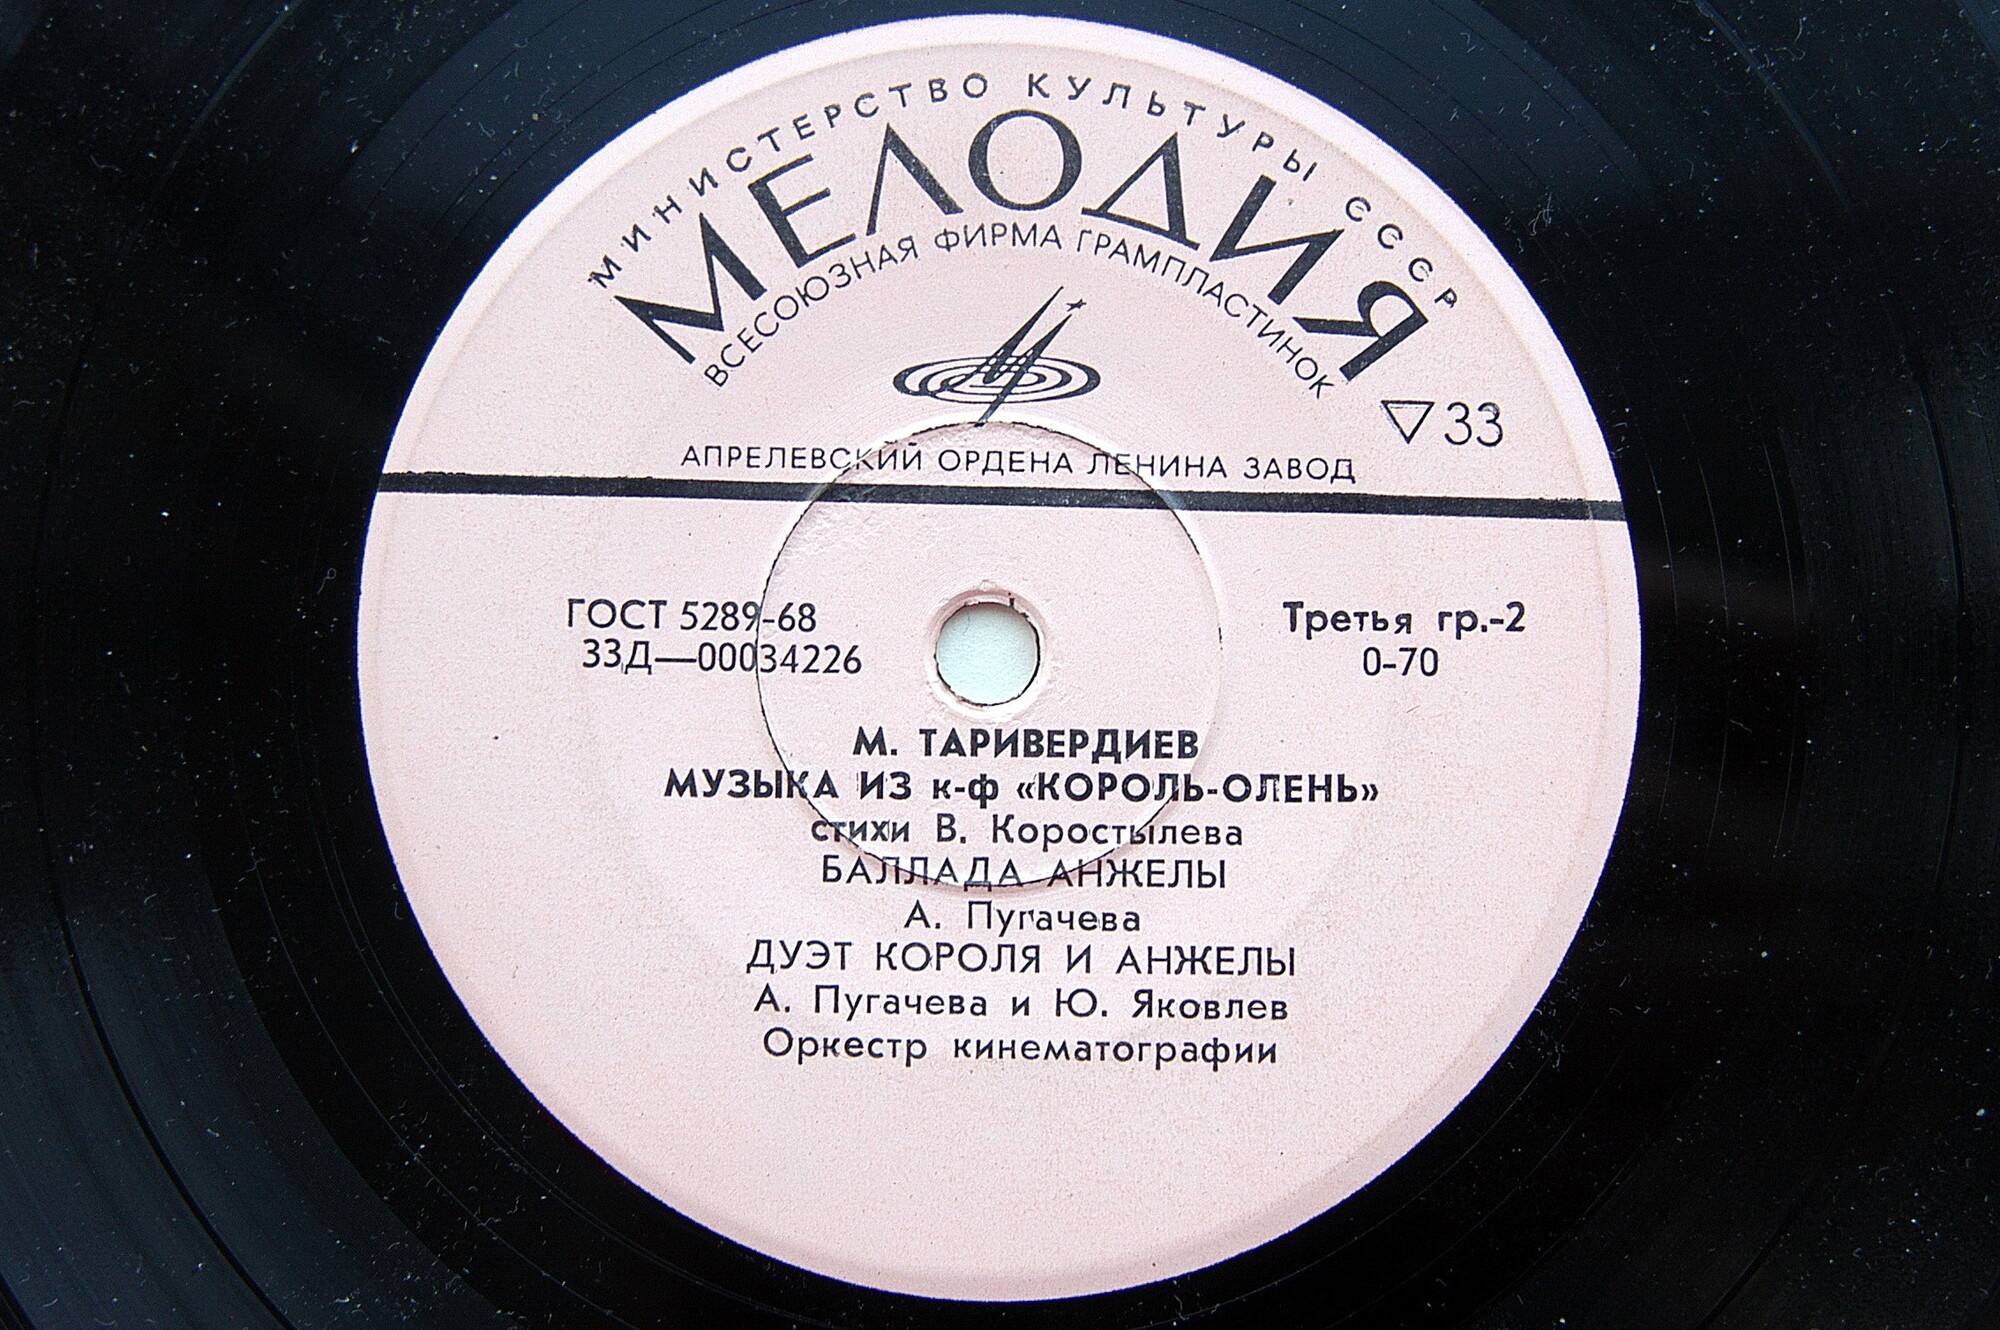 МИНИСТЕРСТВО КУЛЬТУРЫ СССР
МЕЛОДИЯ
ВСЕСОЮЗНАЯ ФИРМА ГРАМПЛАСТИНОК
▽33
АПРЕЛЕВСКИЙ ОРДЕНА ЛЕНИНА ЗАВОД
ГОСТ 5289-68
33Д—00034226
Третья гр.-2
0-70
М. ТАРИВЕРДИЕВ
МУЗЫКА ИЗ к-ф «КОРОЛЬ-ОЛЕНЬ»
стихи В. Коростылева
БАЛЛАДА АНЖЕЛЫ
А. Пугачева
ДУЭТ КОРОЛЯ И АНЖЕЛЫ
А. Пугачева и Ю. Яковлев
Оркестр кинематографии